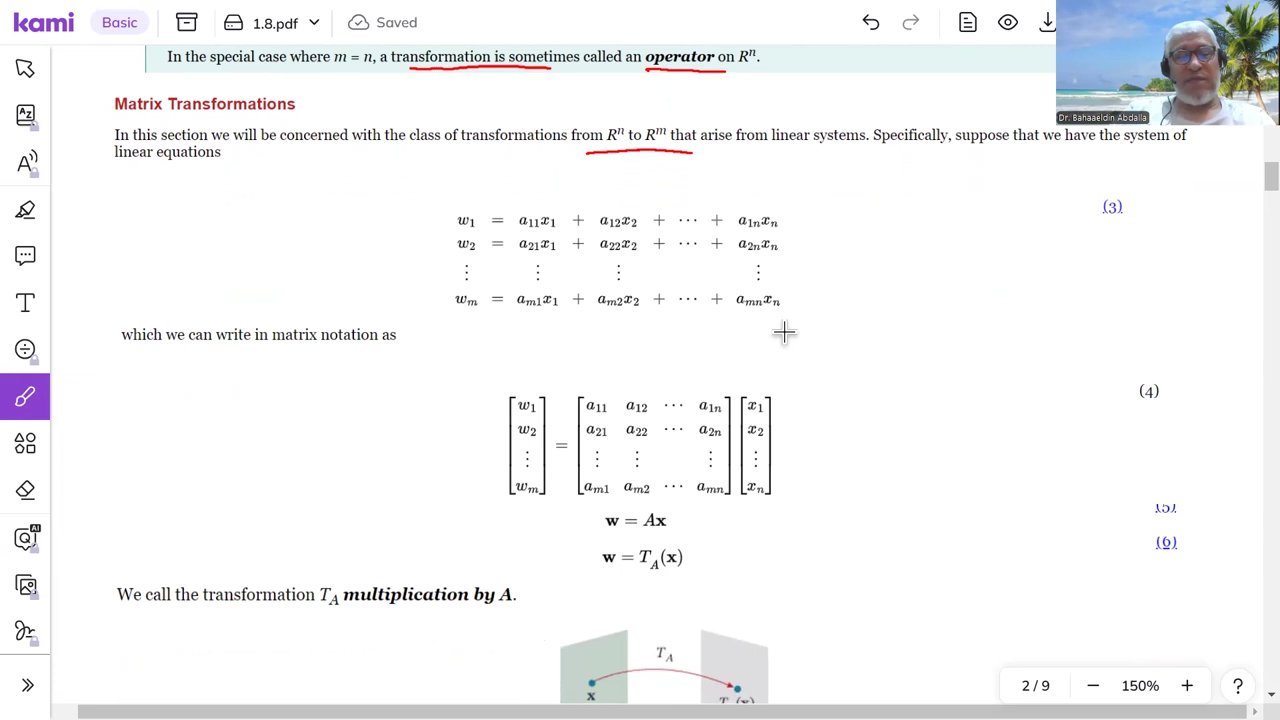 kami Basic 1.8.pdf Saved
Dr. Bahaaeldin Abdalla
In the special case where m = n, a transformation is sometimes called an operator on Rⁿ.
Matrix Transformations
In this section we will be concerned with the class of transformations from Rⁿ to Rᵐ that arise from linear systems. Specifically, suppose that we have the system of
linear equations
(3)
w₁ = a₁₁x₁ + a₁₂x₂ + ⋯ + a₁ₙxₙ
w₂ = a₂₁x₁ + a₂₂x₂ + ⋯ + a₂ₙxₙ
⋮ ⋮ ⋮ ⋮
wₘ = aₘ₁x₁ + aₘ₂x₂ + ⋯ + aₘₙxₙ
which we can write in matrix notation as
(4)
[w₁ a₁₁ a₁₂ ⋯ a₁ₙ x₁
w₂ a₂₁ a₂₂ ⋯ a₂ₙ x₂
⋮ = ⋮ ⋮ ⋮ ⋮
wₘ] aₘ₁ aₘ₂ ⋯ aₘₙ xₙ]
w = Ax (5)
w = T_A(x) (6)
We call the transformation T_A multiplication by A.
T_A
x
2 / 9 − 150% + ?